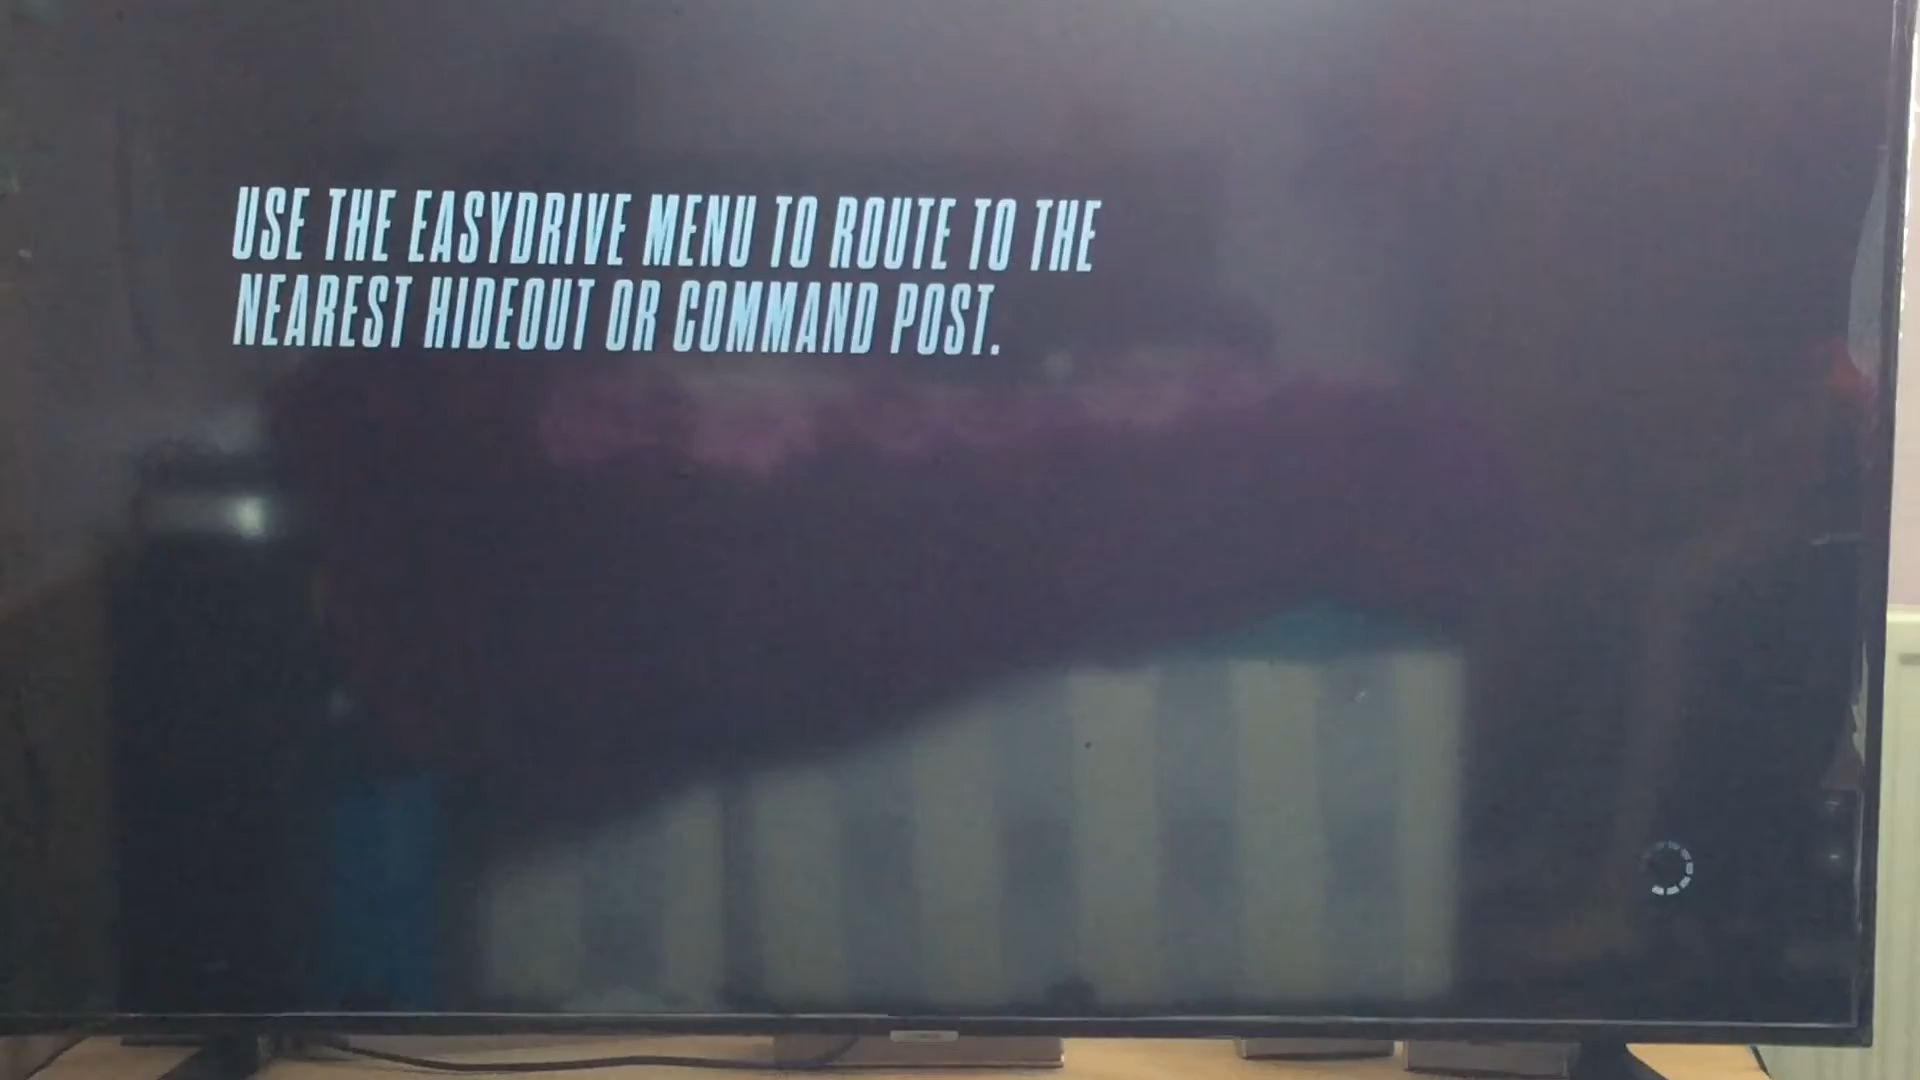 USE THE EASYDRIVE MENU TO ROUTE TO THE
NEAREST HIDEOUT OR COMMAND POST.